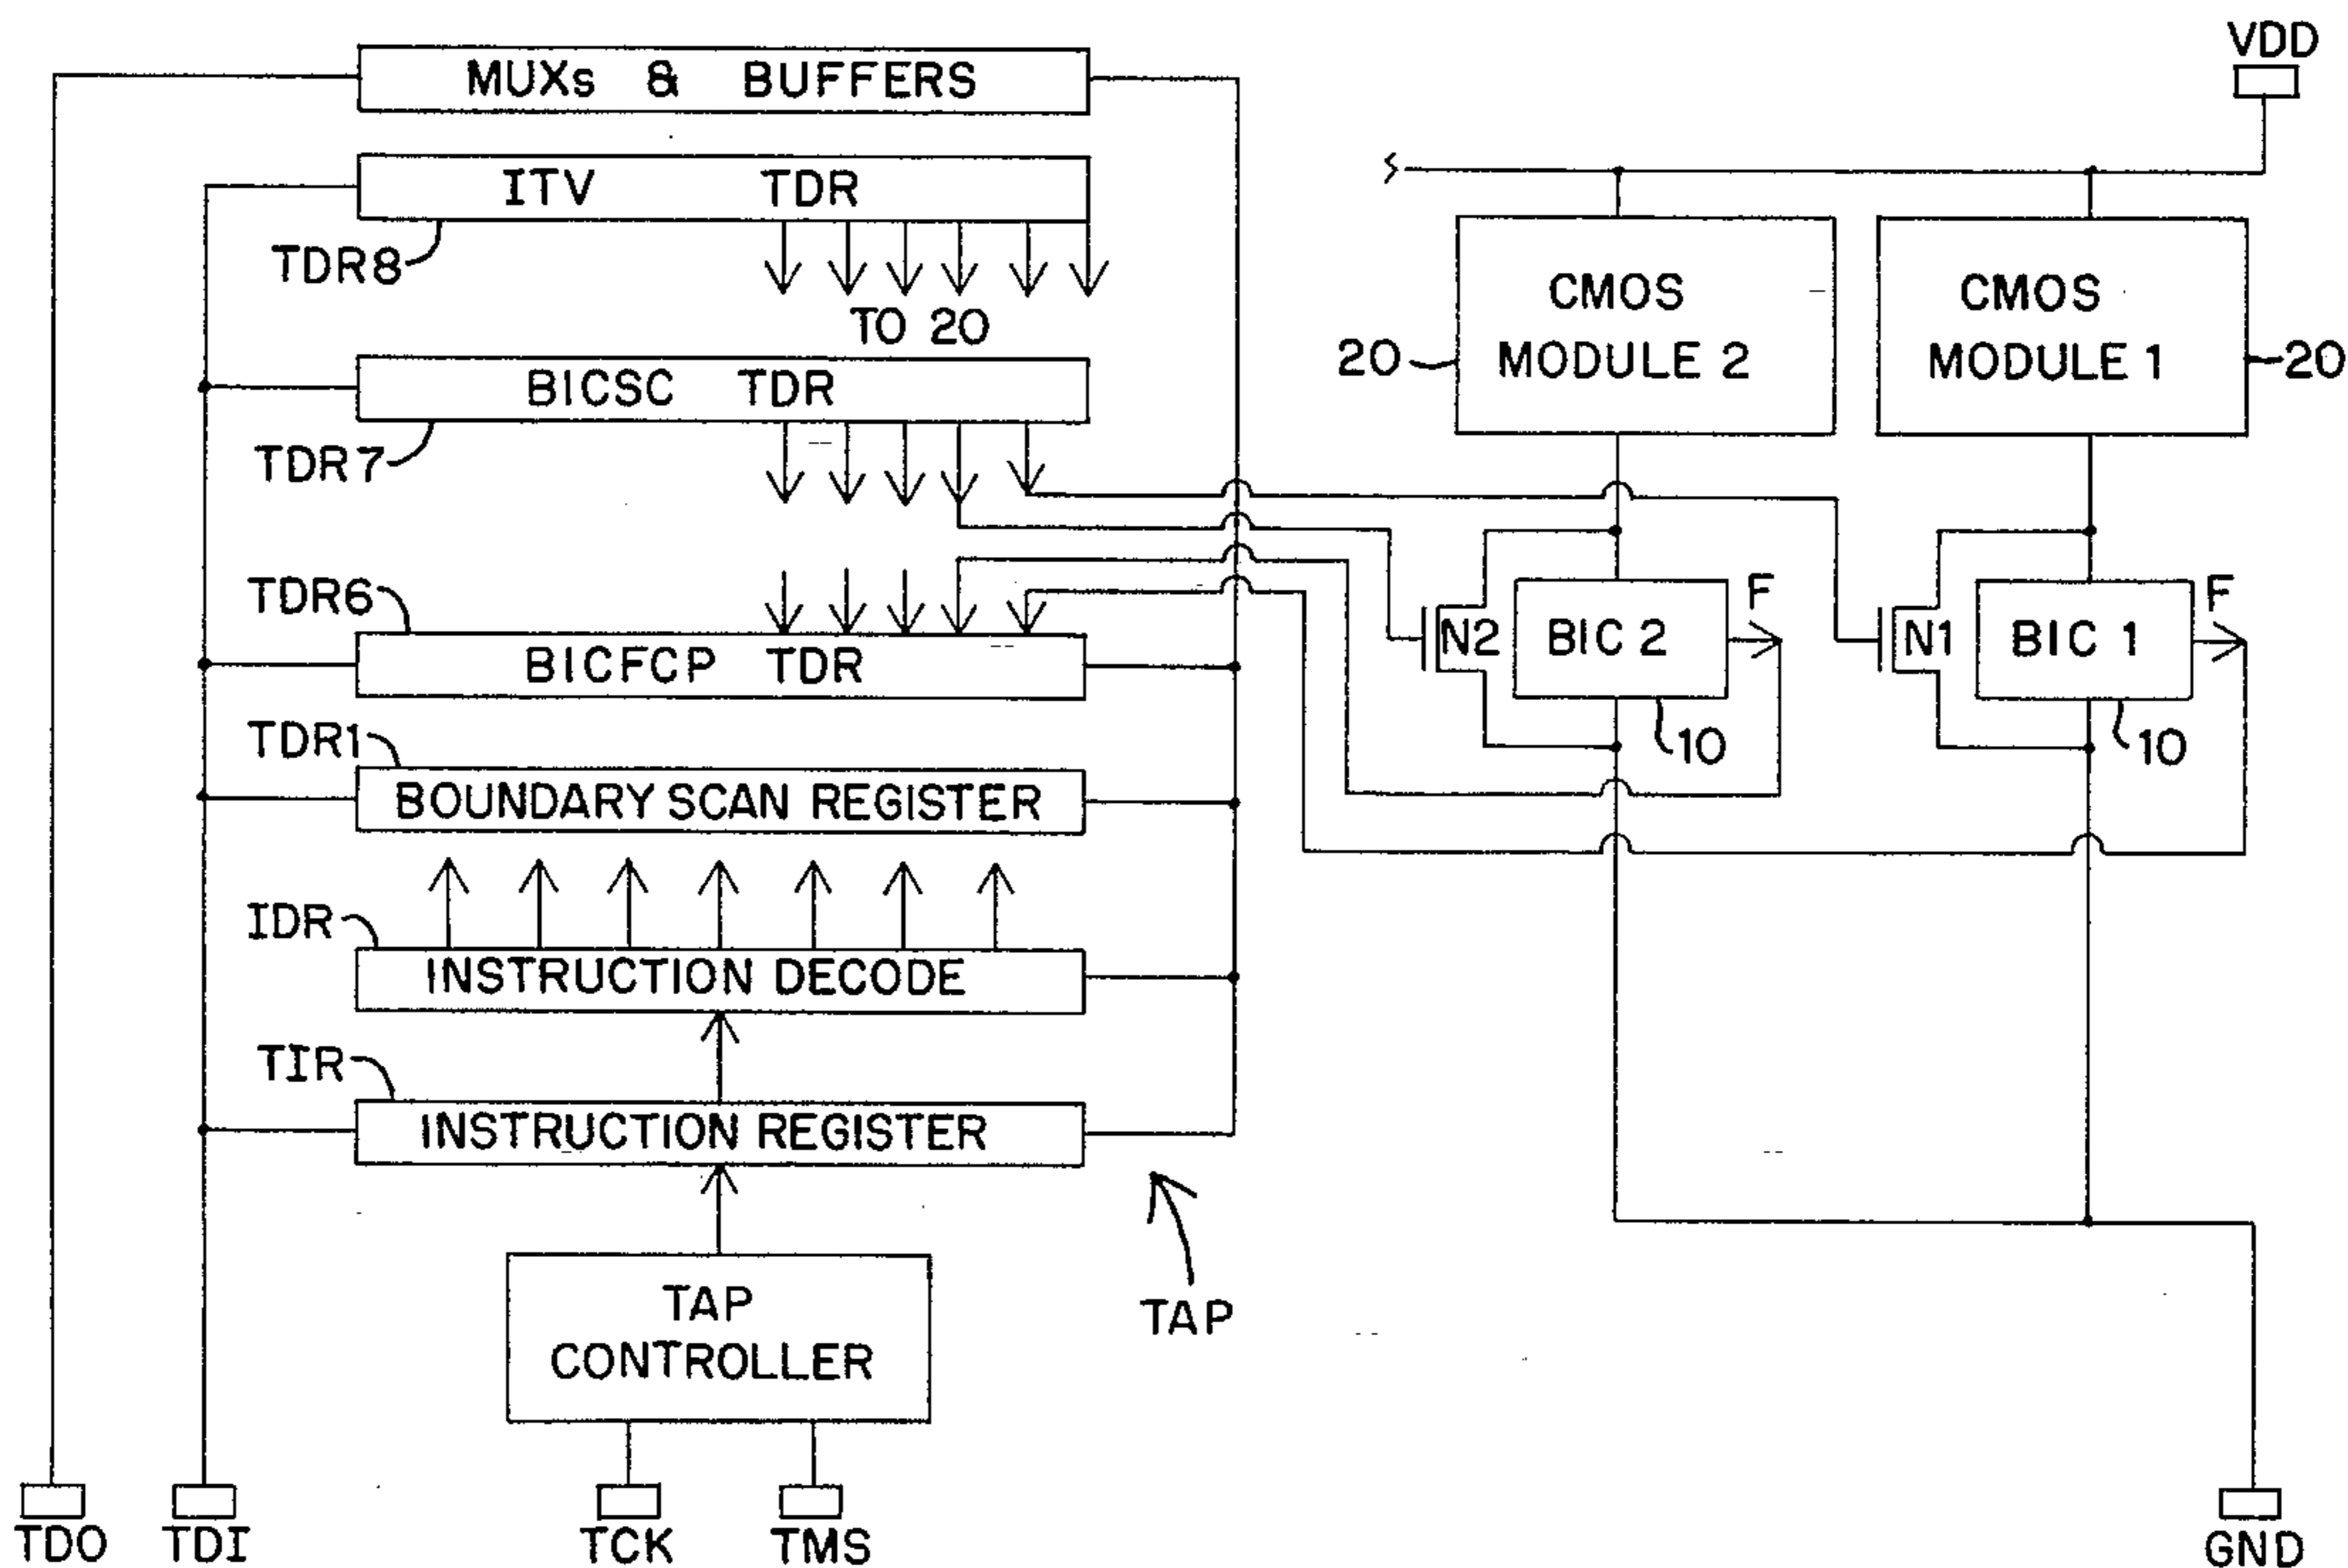 VDD
MUXs & BUFFERS
ITV TDR
TDR8
TO 20
CMOS
MODULE 2
20
CMOS
MODULE 1
20
BICSC TDR
TDR7
TDR6
BICFCP TDR
N2
BIC 2
F
10
N1
BIC 1
F
10
TDR1
BOUNDARY SCAN REGISTER
IDR
INSTRUCTION DECODE
TIR
INSTRUCTION REGISTER
TAP
CONTROLLER
TAP
TDO
TDI
TCK
TMS
GND